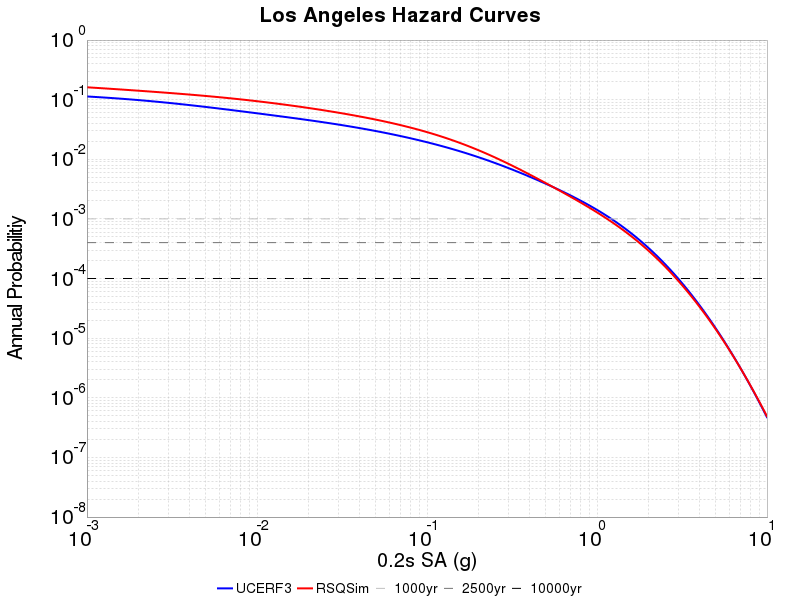 Los Angeles Hazard Curves
10^0
10^-1
10^-2
10^-3
10^-4
10^-5
10^-6
10^-7
10^-8
Annual Probabilitiy
10^-3 10^-2 10^-1 10^0 10^1
0.2s SA (g)
UCERF3 RSQSim 1000yr 2500yr 10000yr